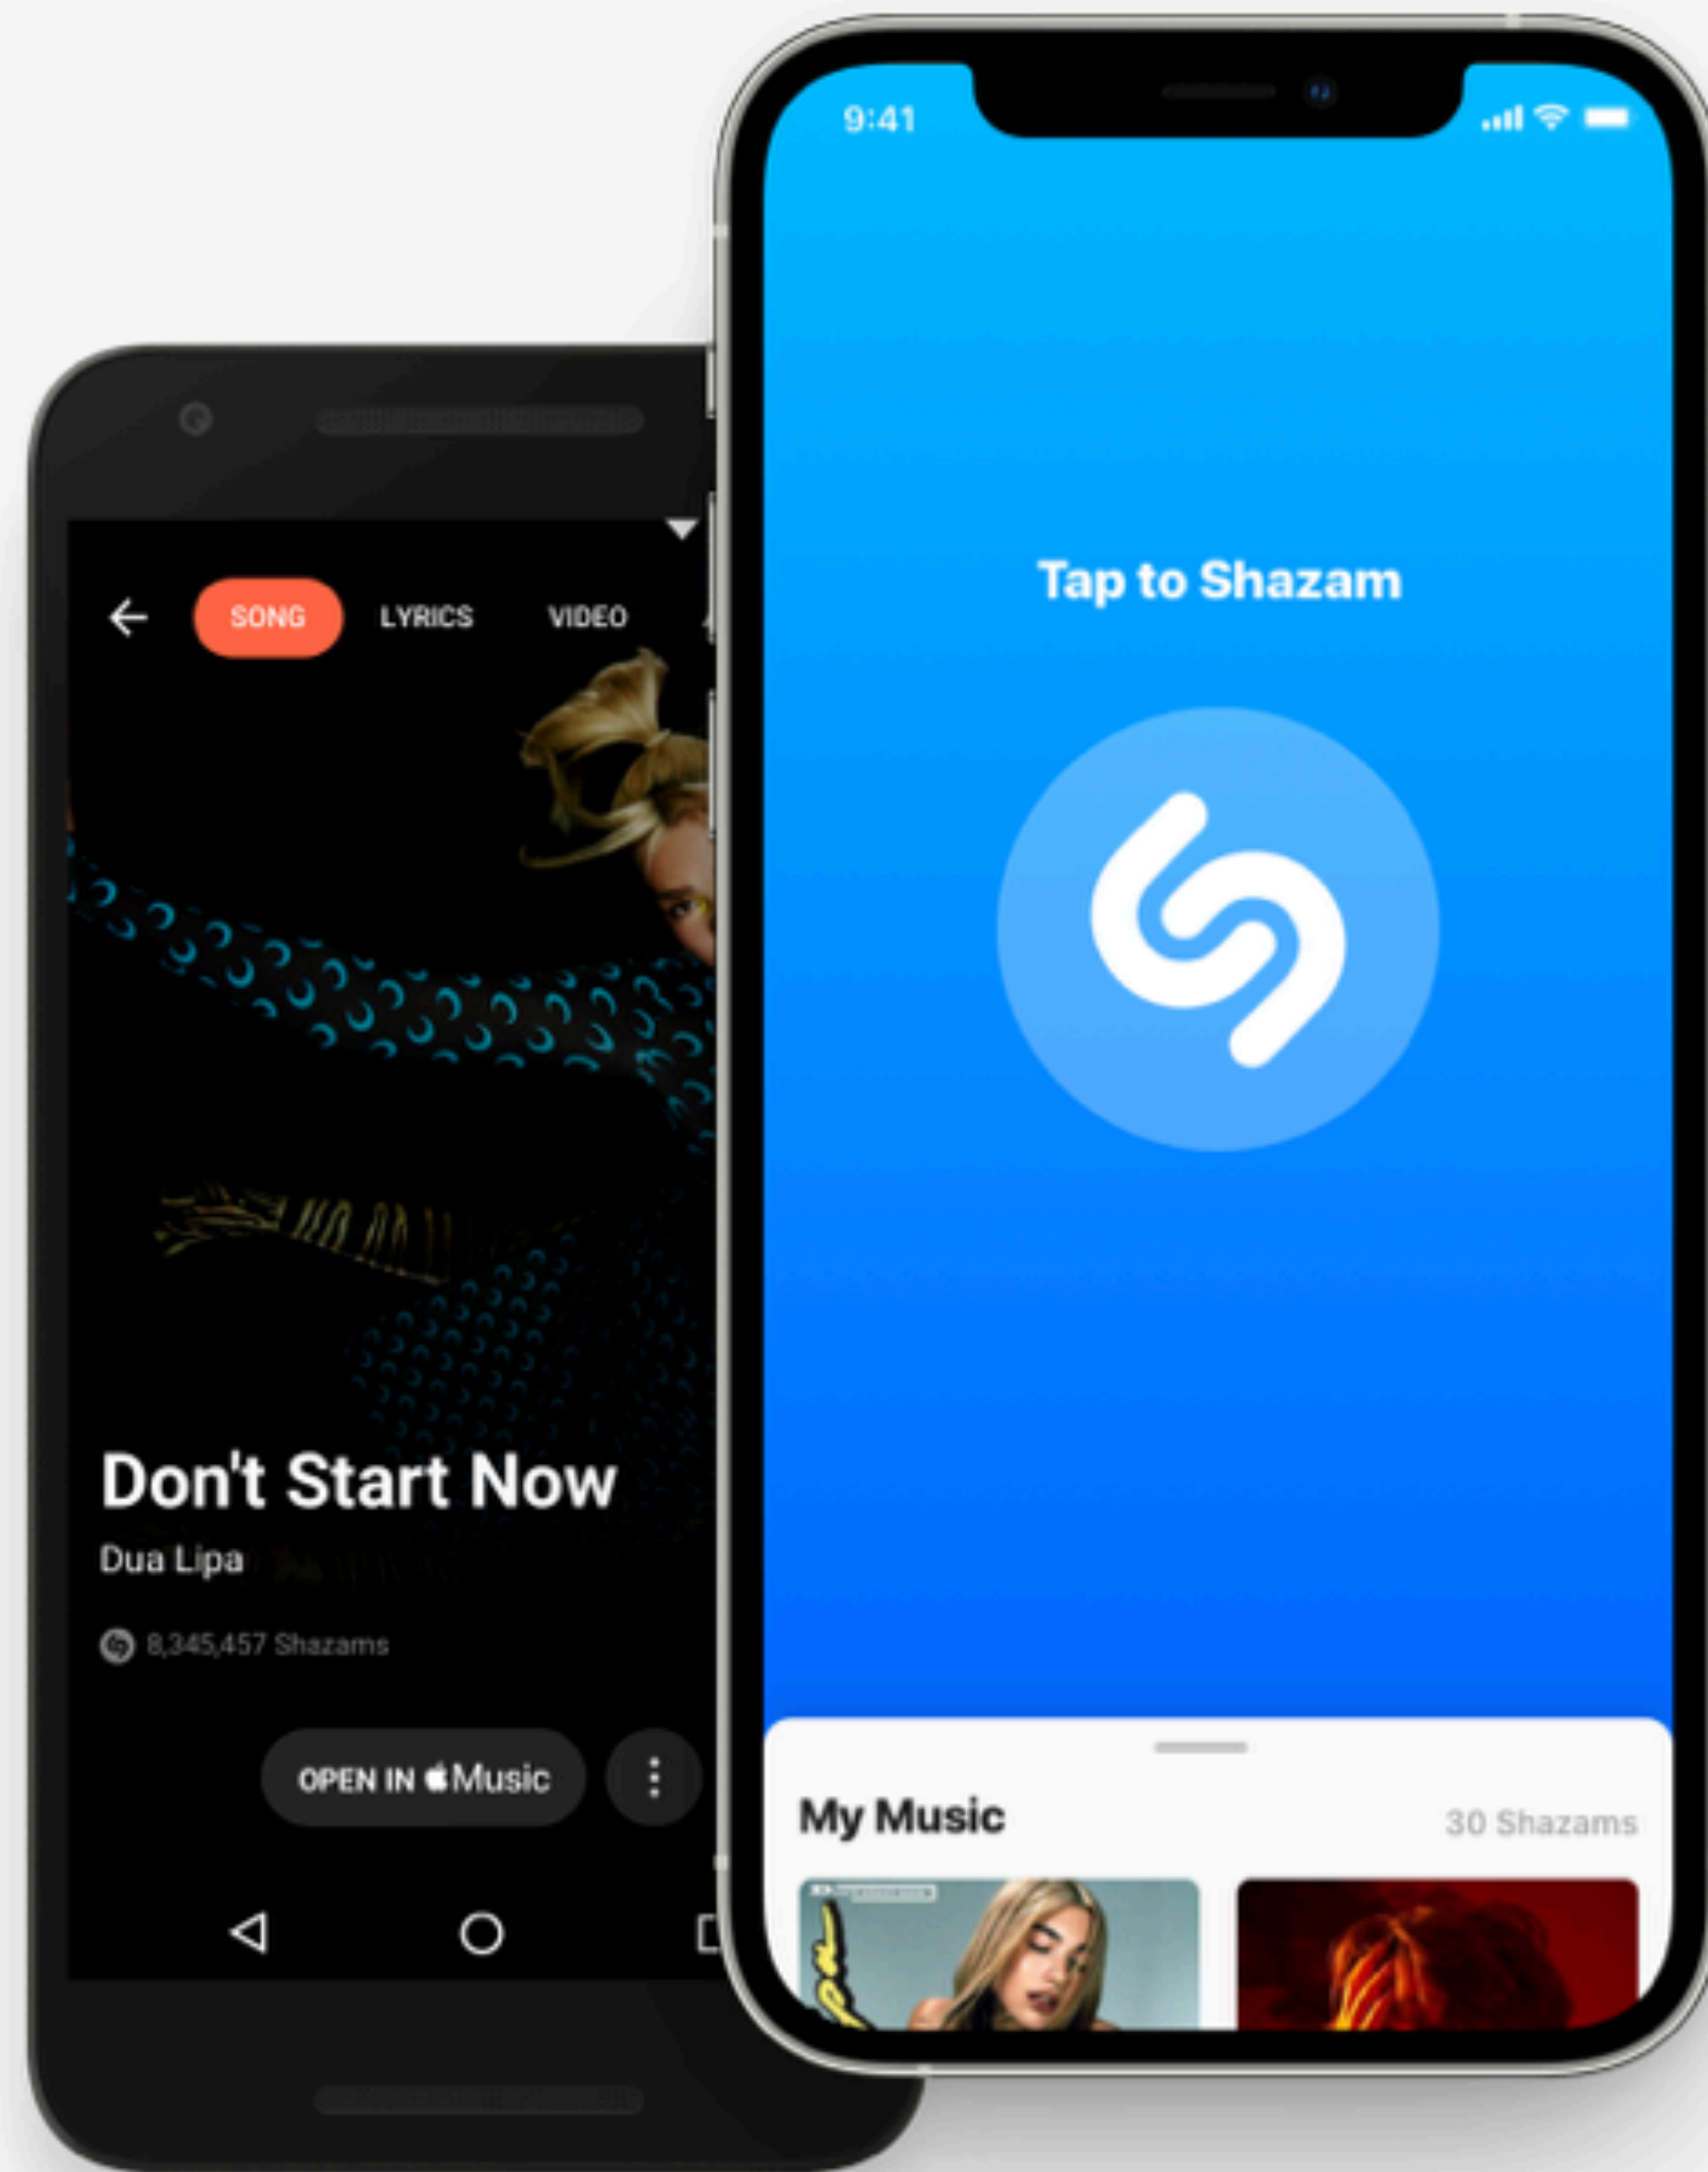 9:41
Tap to Shazam
My Music
30 Shazams
SONG
LYRICS
VIDEO
Don't Start Now
Dua Lipa
8,345,457 Shazams
OPEN IN Music